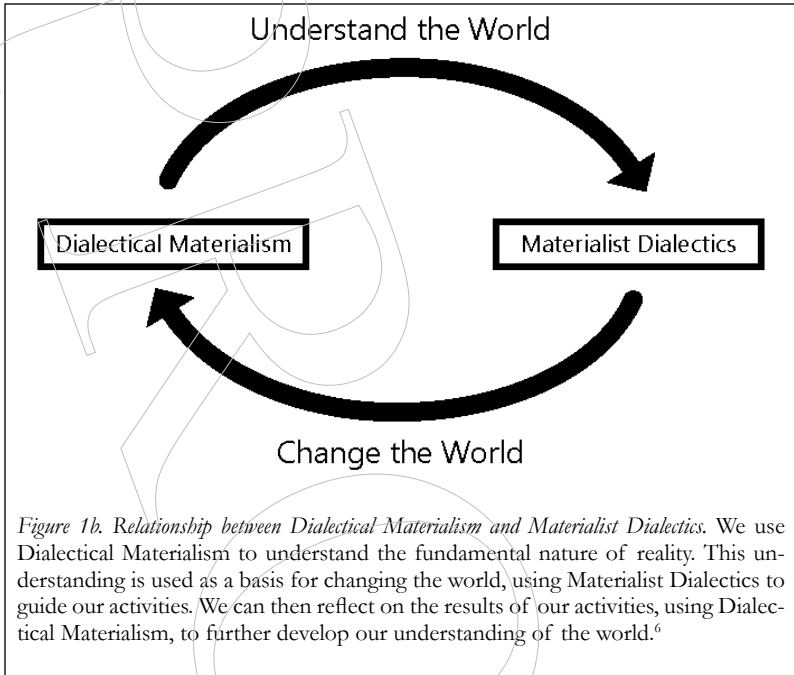 Understand the World
Dialectical Materialism
Materialist Dialectics
Change the World
Figure 1b. Relationship between Dialectical Materialism and Materialist Dialectics. We use
Dialectical Materialism to understand the fundamental nature of reality. This un-
derstanding is used as a basis for changing the world, using Materialist Dialectics to
guide our activities. We can then reflect on the results of our activities, using Dialec-
tical Materialism, to further develop our understanding of the world.6